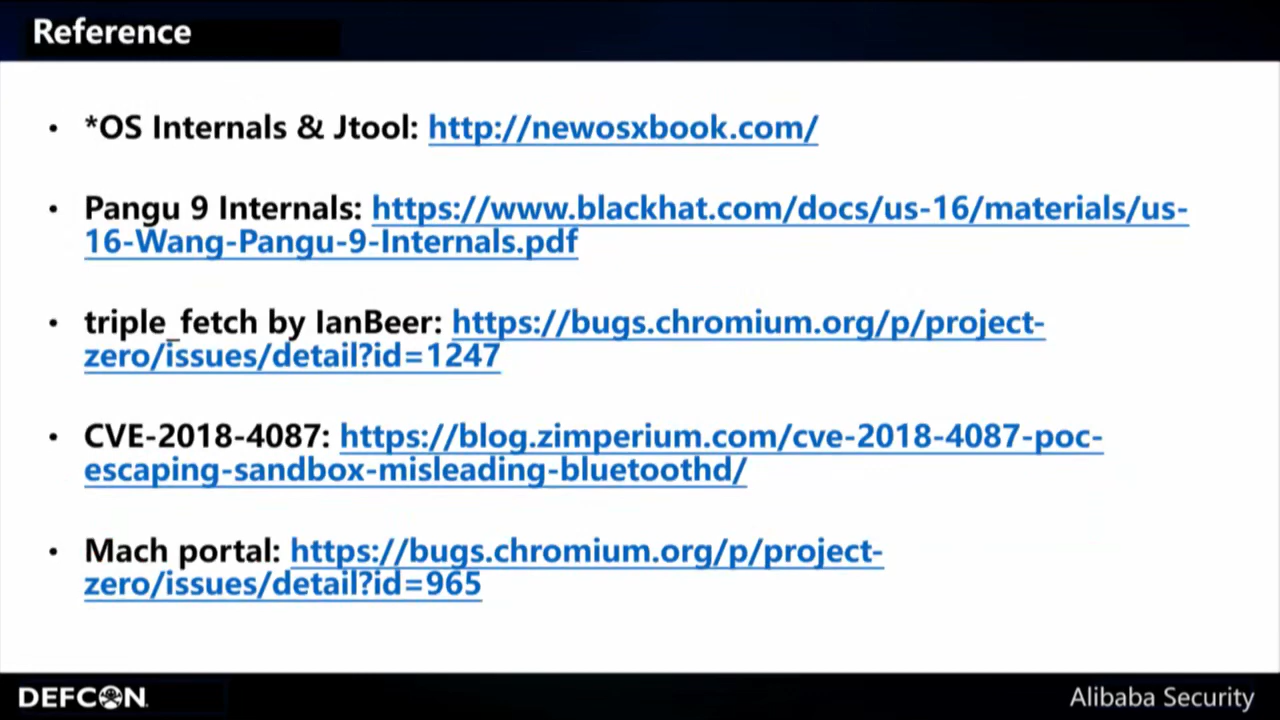 Reference
• *OS Internals & Jtool: http://newosxbook.com/
• Pangu 9 Internals: https://www.blackhat.com/docs/us-16/materials/us-
16-Wang-Pangu-9-Internals.pdf
• triple_fetch by IanBeer: https://bugs.chromium.org/p/project-
zero/issues/detail?id=1247
• CVE-2018-4087: https://blog.zimperium.com/cve-2018-4087-poc-
escaping-sandbox-misleading-bluetoothd/
• Mach portal: https://bugs.chromium.org/p/project-
zero/issues/detail?id=965
DEFCON
Alibaba Security